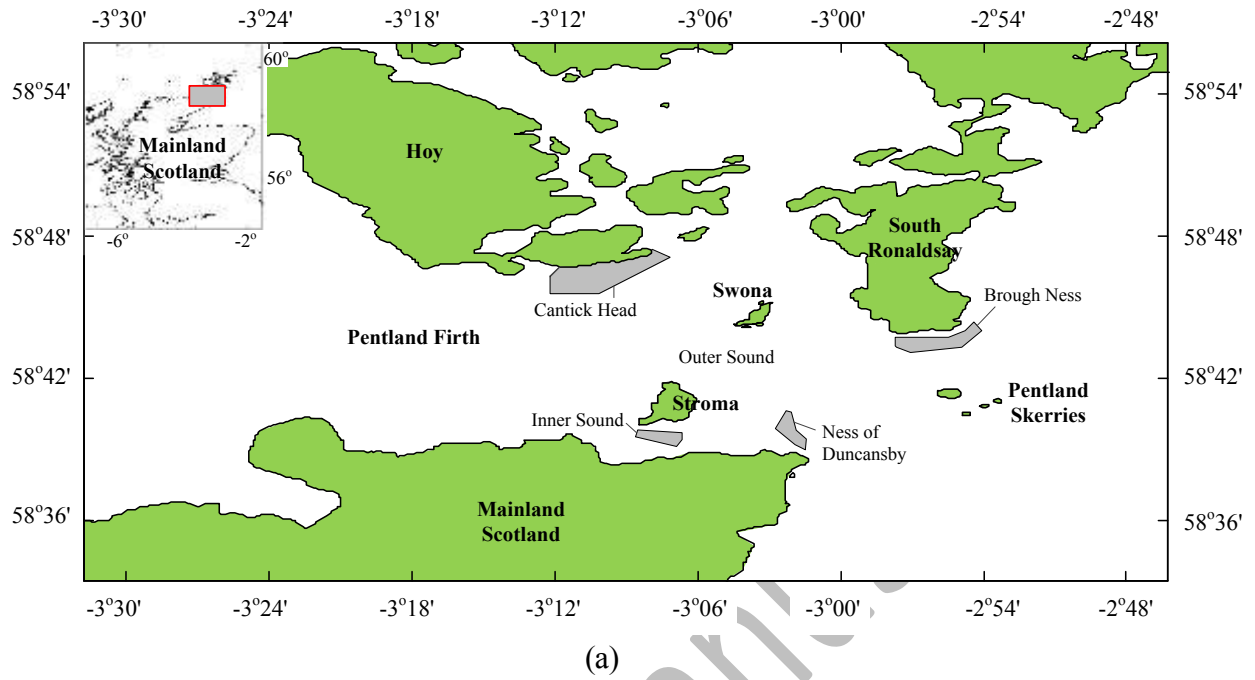 -3°30' -3°24' -3°18' -3°12' -3°06' -3°00' -2°54' -2°48'
60°
58°54' 58°54'
Mainland
Scotland
56°
-6° -2°
Hoy
58°48' 58°48'
South
Ronaldsay
Swona
Brough Ness
Cantick Head
Pentland Firth
Outer Sound
58°42' 58°42'
Pentland
Skerries
Stroma
Inner Sound
Ness of
Duncansby
Mainland
Scotland
58°36' 58°36'
-3°30' -3°24' -3°18' -3°12' -3°06' -3°00' -2°54' -2°48'
(a)